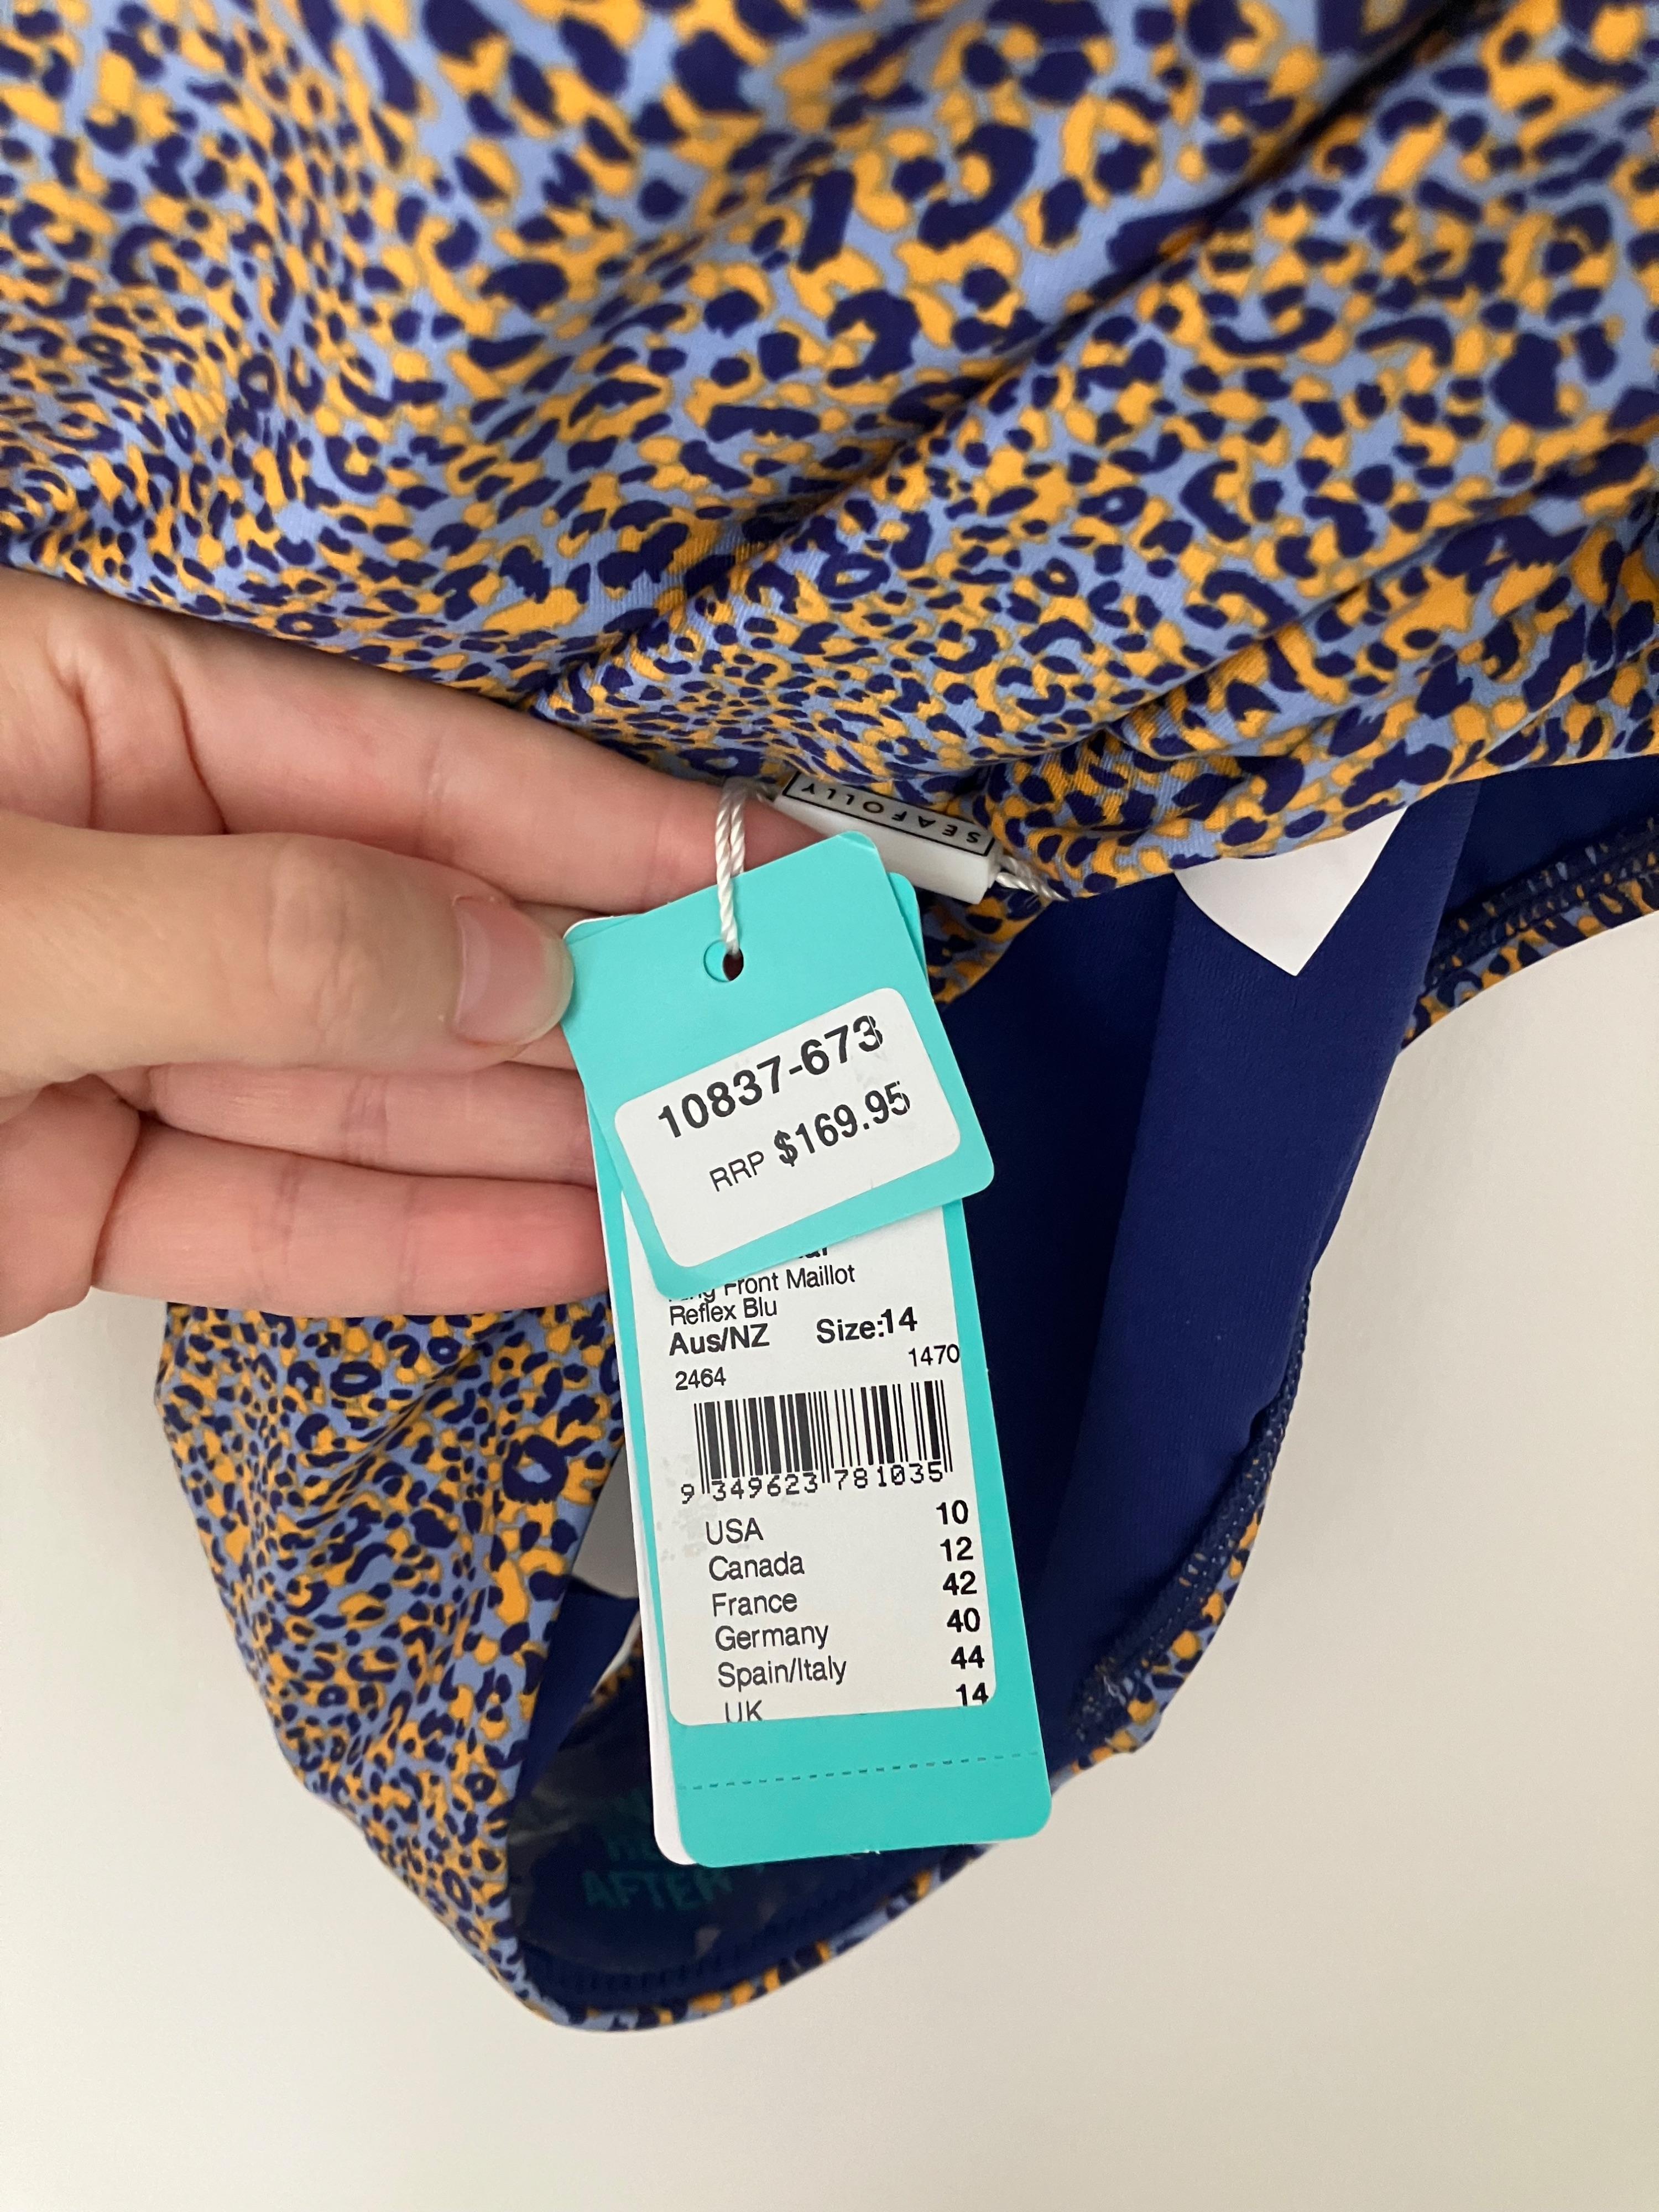 SEAFOLLY
10837-673
RRP $169.95
Front Maillot
Reflex Blu
Aus/NZ Size:14
2464 1470
9 349623 781035
USA 10
Canada 12
France 42
Germany 40
Spain/Italy 44
UK 14
AFTER